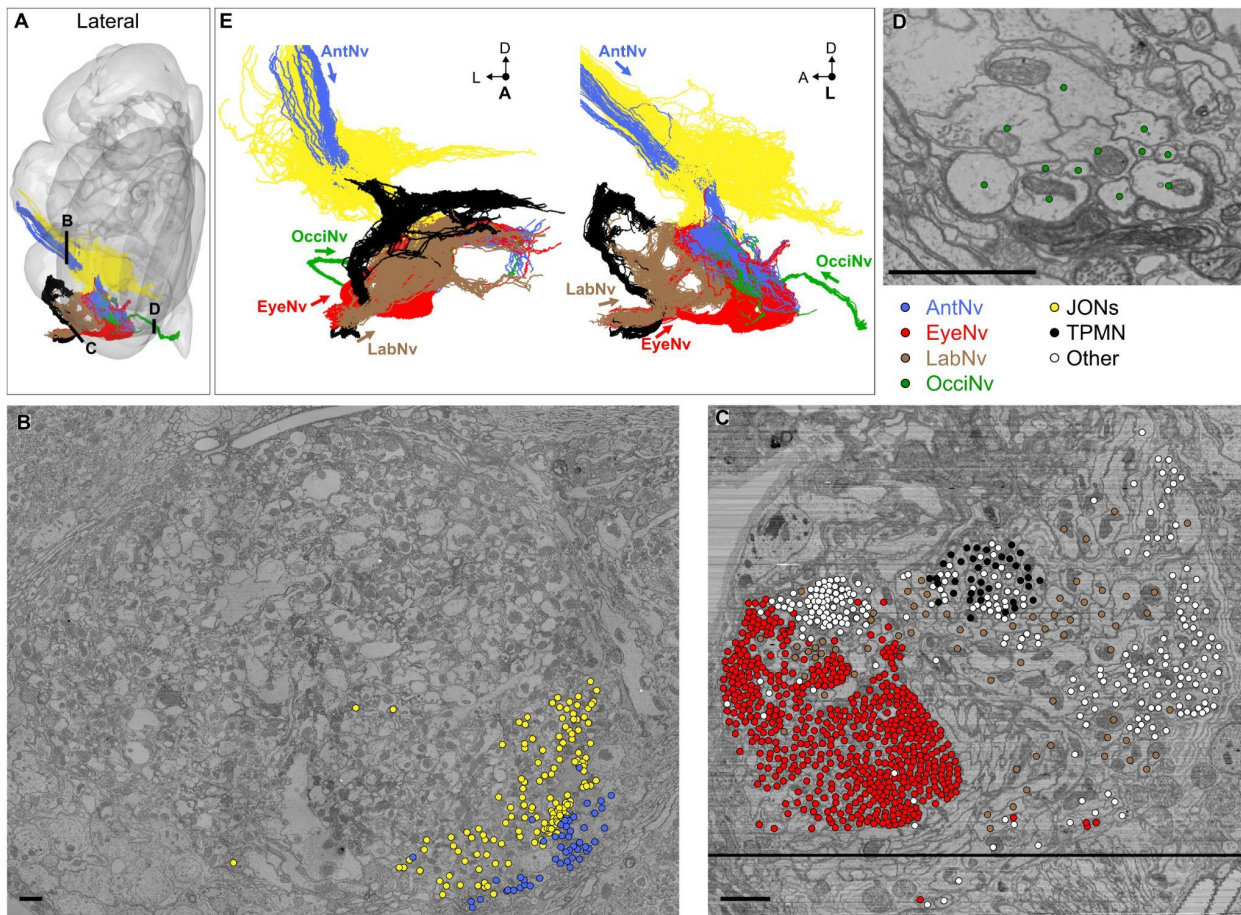 A
Lateral
B
C
D
E
AntNv
D
L
A
OcciNv
EyeNv
LabNv
AntNv
D
A
L
OcciNv
LabNv
EyeNv
D
AntNv
EyeNv
LabNv
OcciNv
JONs
TPMN
Other
B
C